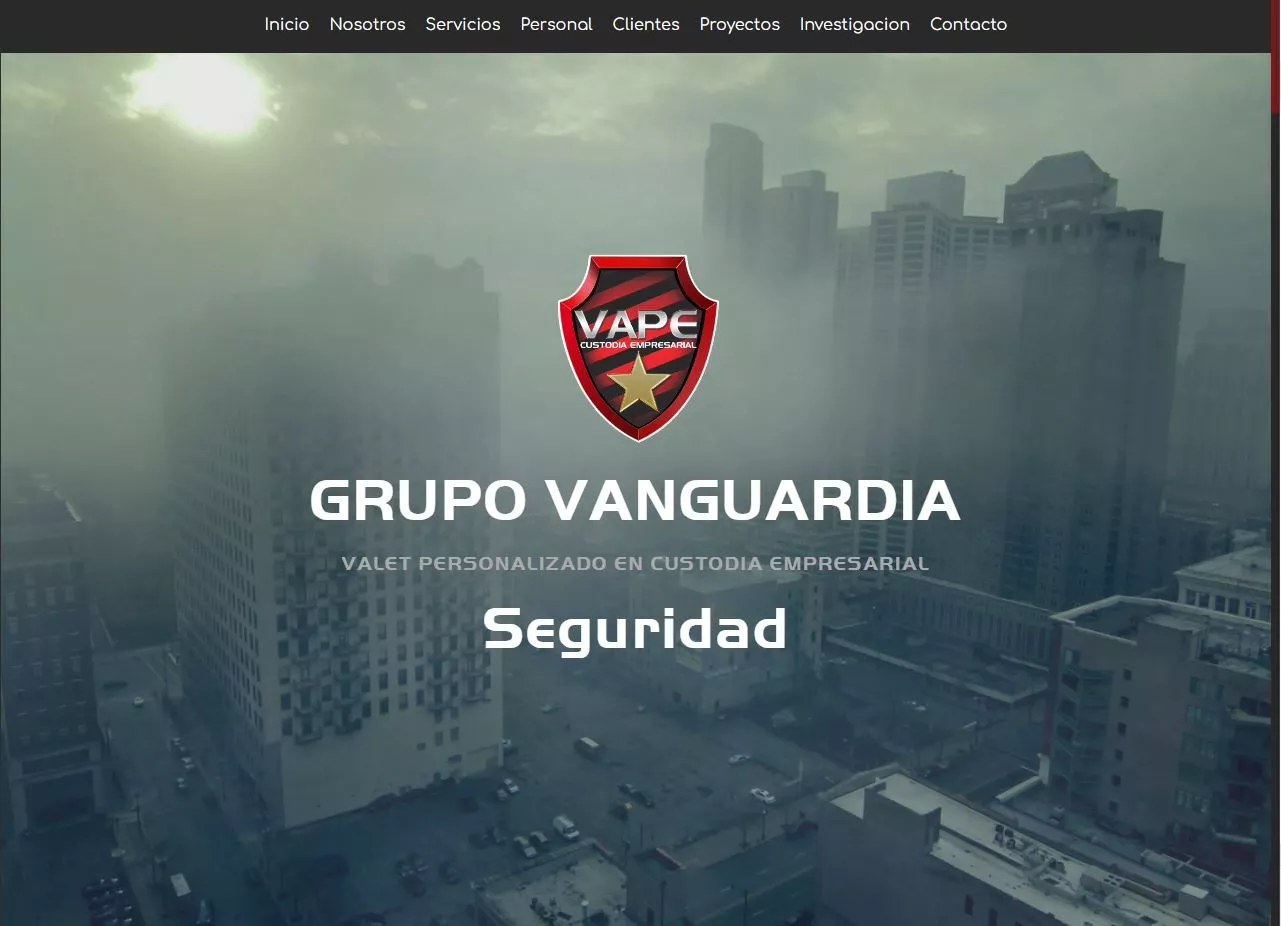 Inicio Nosotros Servicios Personal Clientes Proyectos Investigacion Contacto
VAPE
CUSTODIA EMPRESARIAL
GRUPO VANGUARDIA
VALET PERSONALIZADO EN CUSTODIA EMPRESARIAL
Seguridad